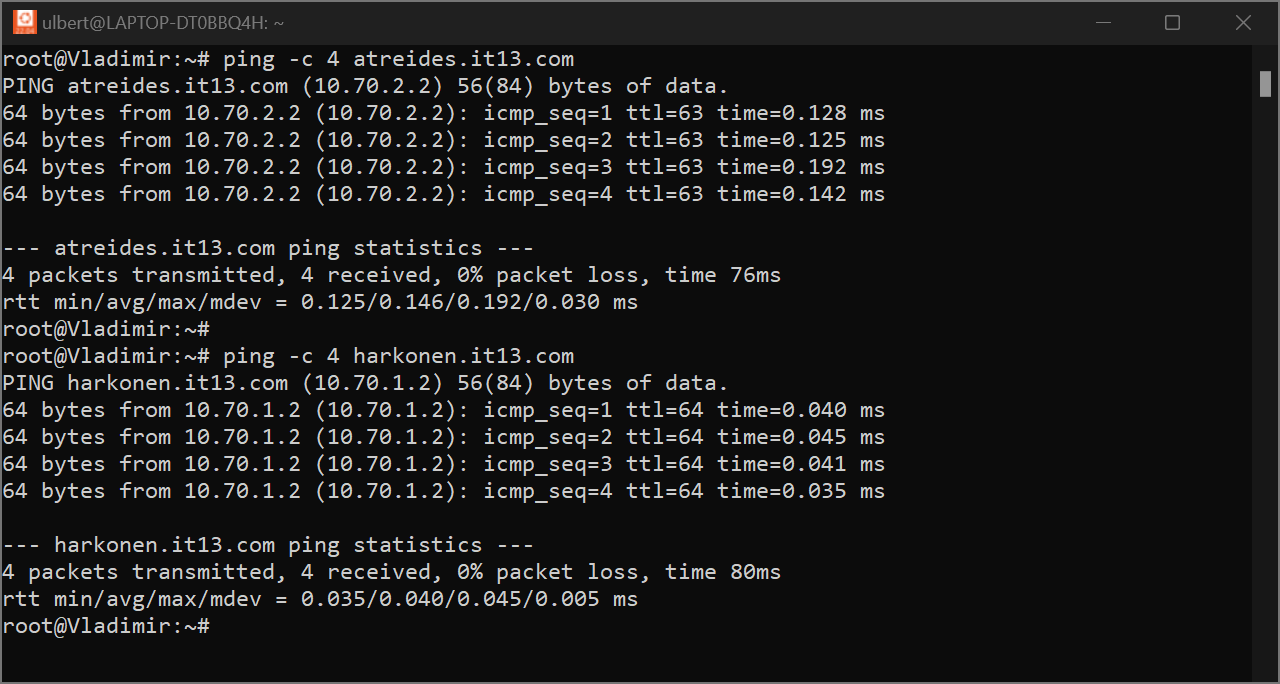 ulbert@LAPTOP-DT0BBQ4H: ~
root@Vladimir:~# ping -c 4 atreides.it13.com
PING atreides.it13.com (10.70.2.2) 56(84) bytes of data.
64 bytes from 10.70.2.2 (10.70.2.2): icmp_seq=1 ttl=63 time=0.128 ms
64 bytes from 10.70.2.2 (10.70.2.2): icmp_seq=2 ttl=63 time=0.125 ms
64 bytes from 10.70.2.2 (10.70.2.2): icmp_seq=3 ttl=63 time=0.192 ms
64 bytes from 10.70.2.2 (10.70.2.2): icmp_seq=4 ttl=63 time=0.142 ms
--- atreides.it13.com ping statistics ---
4 packets transmitted, 4 received, 0% packet loss, time 76ms
rtt min/avg/max/mdev = 0.125/0.146/0.192/0.030 ms
root@Vladimir:~#
root@Vladimir:~# ping -c 4 harkonen.it13.com
PING harkonen.it13.com (10.70.1.2) 56(84) bytes of data.
64 bytes from 10.70.1.2 (10.70.1.2): icmp_seq=1 ttl=64 time=0.040 ms
64 bytes from 10.70.1.2 (10.70.1.2): icmp_seq=2 ttl=64 time=0.045 ms
64 bytes from 10.70.1.2 (10.70.1.2): icmp_seq=3 ttl=64 time=0.041 ms
64 bytes from 10.70.1.2 (10.70.1.2): icmp_seq=4 ttl=64 time=0.035 ms
--- harkonen.it13.com ping statistics ---
4 packets transmitted, 4 received, 0% packet loss, time 80ms
rtt min/avg/max/mdev = 0.035/0.040/0.045/0.005 ms
root@Vladimir:~#